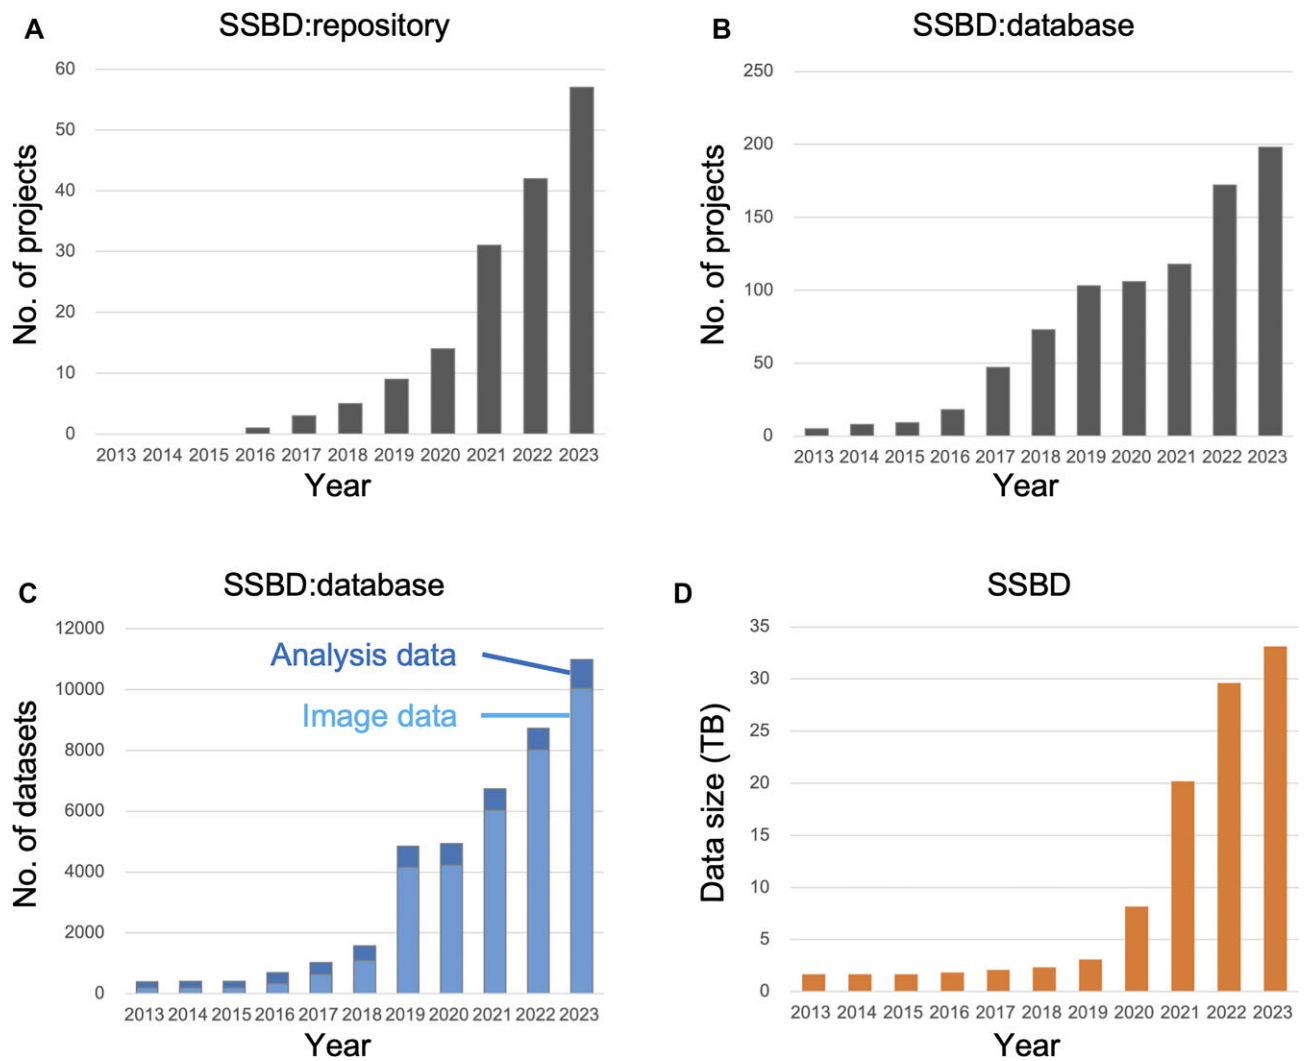 A
SSBD:repository
No. of projects
60
50
40
30
20
10
0
2013 2014 2015 2016 2017 2018 2019 2020 2021 2022 2023
Year
B
SSBD:database
No. of projects
250
200
150
100
50
0
2013 2014 2015 2016 2017 2018 2019 2020 2021 2022 2023
Year
C
SSBD:database
No. of datasets
12000
10000
8000
6000
4000
2000
0
Analysis data
Image data
2013 2014 2015 2016 2017 2018 2019 2020 2021 2022 2023
Year
D
SSBD
Data size (TB)
35
30
25
20
15
10
5
0
2013 2014 2015 2016 2017 2018 2019 2020 2021 2022 2023
Year